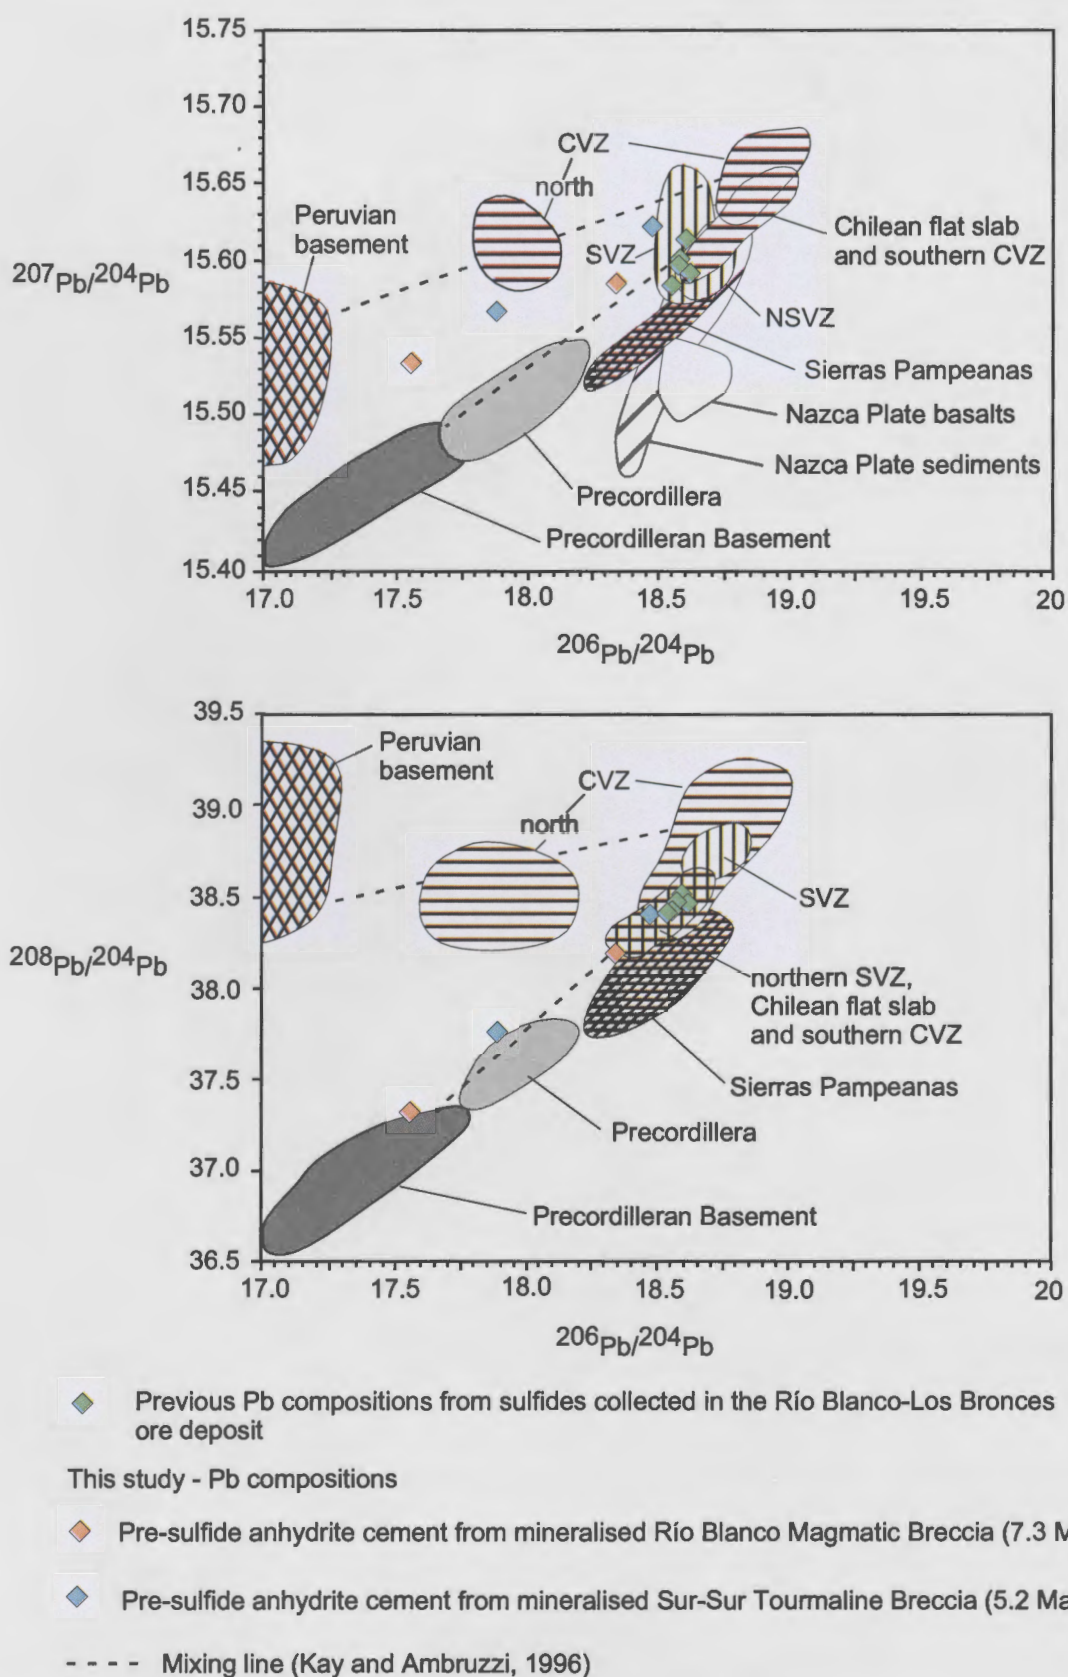 15.75
15.70
15.65
15.60
15.55
15.50
15.45
15.40
207Pb/204Pb
CVZ
north
Peruvian
basement
SVZ
Chilean flat slab
and southern CVZ
NSVZ
Sierras Pampeanas
Nazca Plate basalts
Nazca Plate sediments
Precordillera
Precordilleran Basement
17.0 17.5 18.0 18.5 19.0 19.5 20
206Pb/204Pb
39.5
39.0
38.5
38.0
37.5
37.0
36.5
208Pb/204Pb
Peruvian
basement
CVZ
north
SVZ
northern SVZ,
Chilean flat slab
and southern CVZ
Sierras Pampeanas
Precordillera
Precordilleran Basement
17.0 17.5 18.0 18.5 19.0 19.5 20
206Pb/204Pb
Previous Pb compositions from sulfides collected in the Río Blanco-Los Bronces
ore deposit
This study - Pb compositions
Pre-sulfide anhydrite cement from mineralised Río Blanco Magmatic Breccia (7.3 M
Pre-sulfide anhydrite cement from mineralised Sur-Sur Tourmaline Breccia (5.2 Ma
Mixing line (Kay and Ambruzzi, 1996)